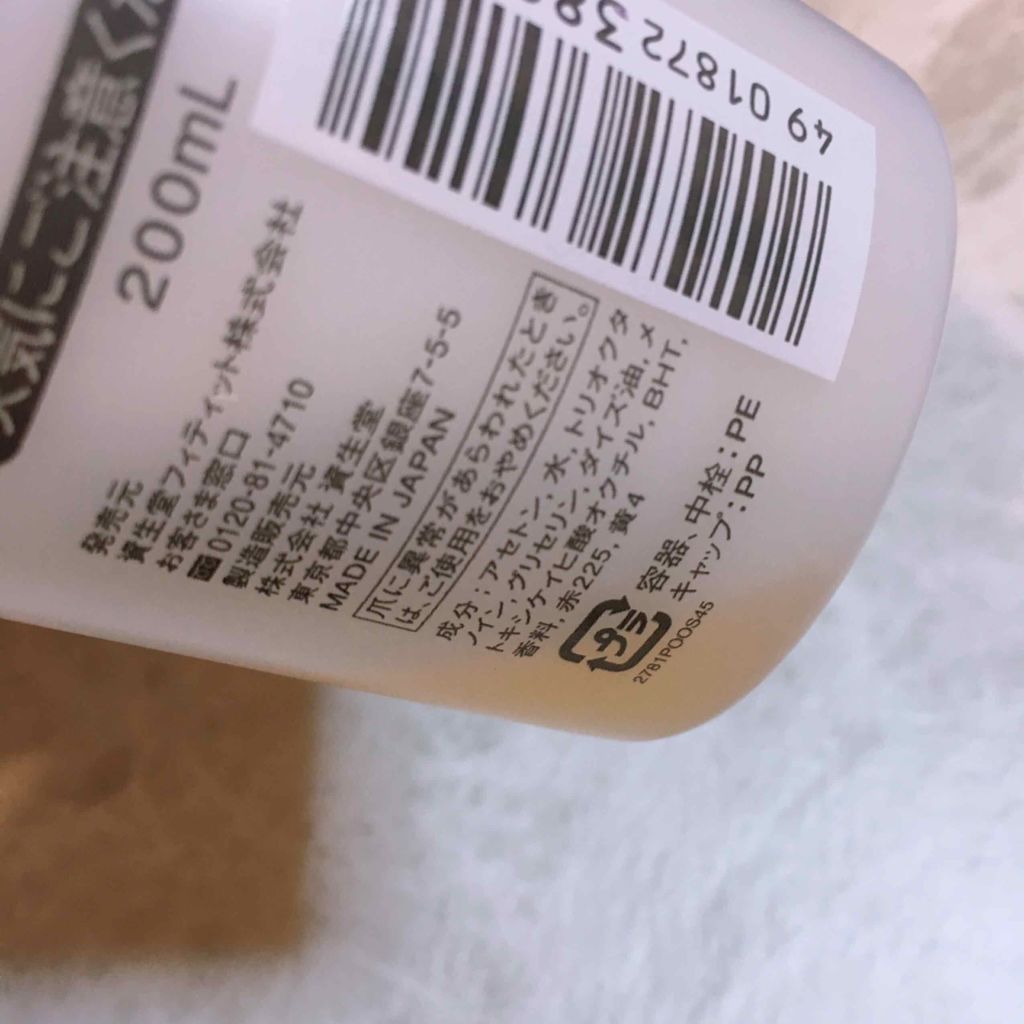 火気にご注意くだ
200mL
発売元
資生堂フィティット株式会社
お客さま窓口
0120-81-4710
製造販売元
株式会社 資生堂
東京都中央区銀座7-5-5
MADE IN JAPAN
爪に異常があらわれたとき
は、ご使用をおやめください。
成分：アセトン, 水, トリオクタ
ノイン, グリセリン, ダイズ油, メ
トキシケイヒ酸オクチル, BHT,
香料, 赤225, 黄4
プラ
容器、中栓：PE
キャップ：PP
2781POOS45
49 01872 38